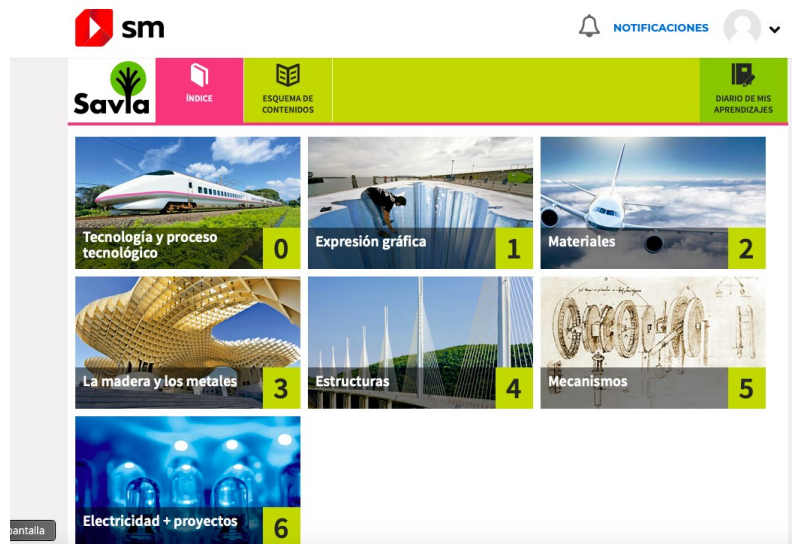 sm
NOTIFICACIONES
Savia
ÍNDICE
ESQUEMA DE
CONTENIDOS
DIARIO DE MIS
APRENDIZAJES
Tecnología y proceso
tecnológico
0
Expresión gráfica
1
Materiales
2
La madera y los metales
3
Estructuras
4
Mecanismos
5
Electricidad + proyectos
6
pantalla